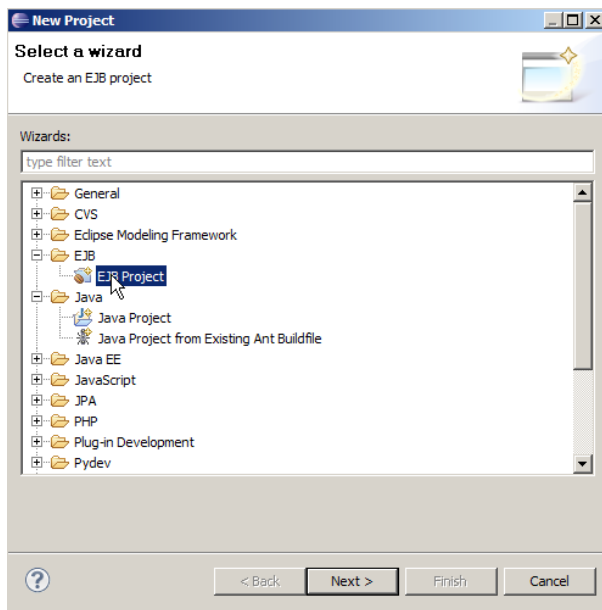 New Project
Select a wizard
Create an EJB project
Wizards:
type filter text
General
CVS
Eclipse Modeling Framework
EJB
EJB Project
Java
Java Project
Java Project from Existing Ant Buildfile
Java EE
JavaScript
JPA
PHP
Plug-in Development
Pydev
< Back Next > Finish Cancel